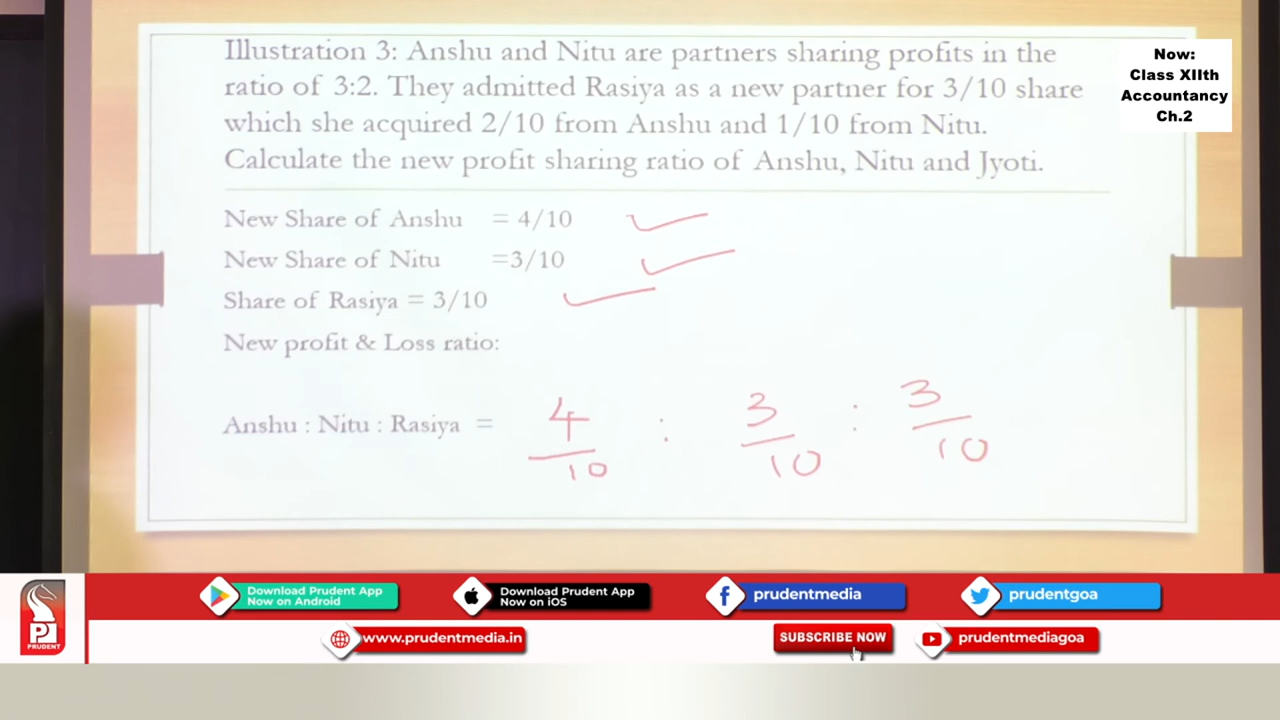 Illustration 3: Anshu and Nitu are partners sharing profits in the
ratio of 3:2. They admitted Rasiya as a new partner for 3/10 share
which she acquired 2/10 from Anshu and 1/10 from Nitu.
Calculate the new profit sharing ratio of Anshu, Nitu and Jyoti.
New Share of Anshu = 4/10
New Share of Nitu =3/10
Share of Rasiya = 3/10
New profit & Loss ratio:
Anshu : Nitu : Rasiya = 4/10 : 3/10 : 3/10
Now:
Class XIIth
Accountancy
Ch.2
PRUDENT
Download Prudent App
Now on Android
Download Prudent App
Now on iOS
prudentmedia
prudentgoa
www.prudentmedia.in
SUBSCRIBE NOW
prudentmediagoa